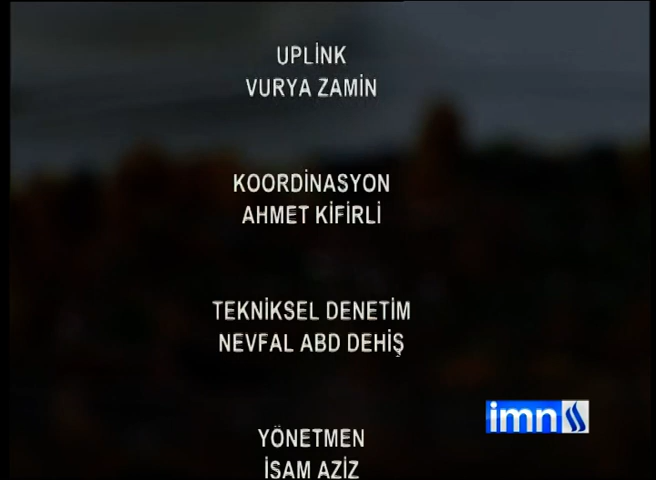 UPLİNK
VURYA ZAMİN
KOORDİNASYON
AHMET KİFİRLİ
TEKNİKSEL DENETİM
NEVFAL ABD DEHİŞ
imn
YÖNETMEN
İSAM AZİZ